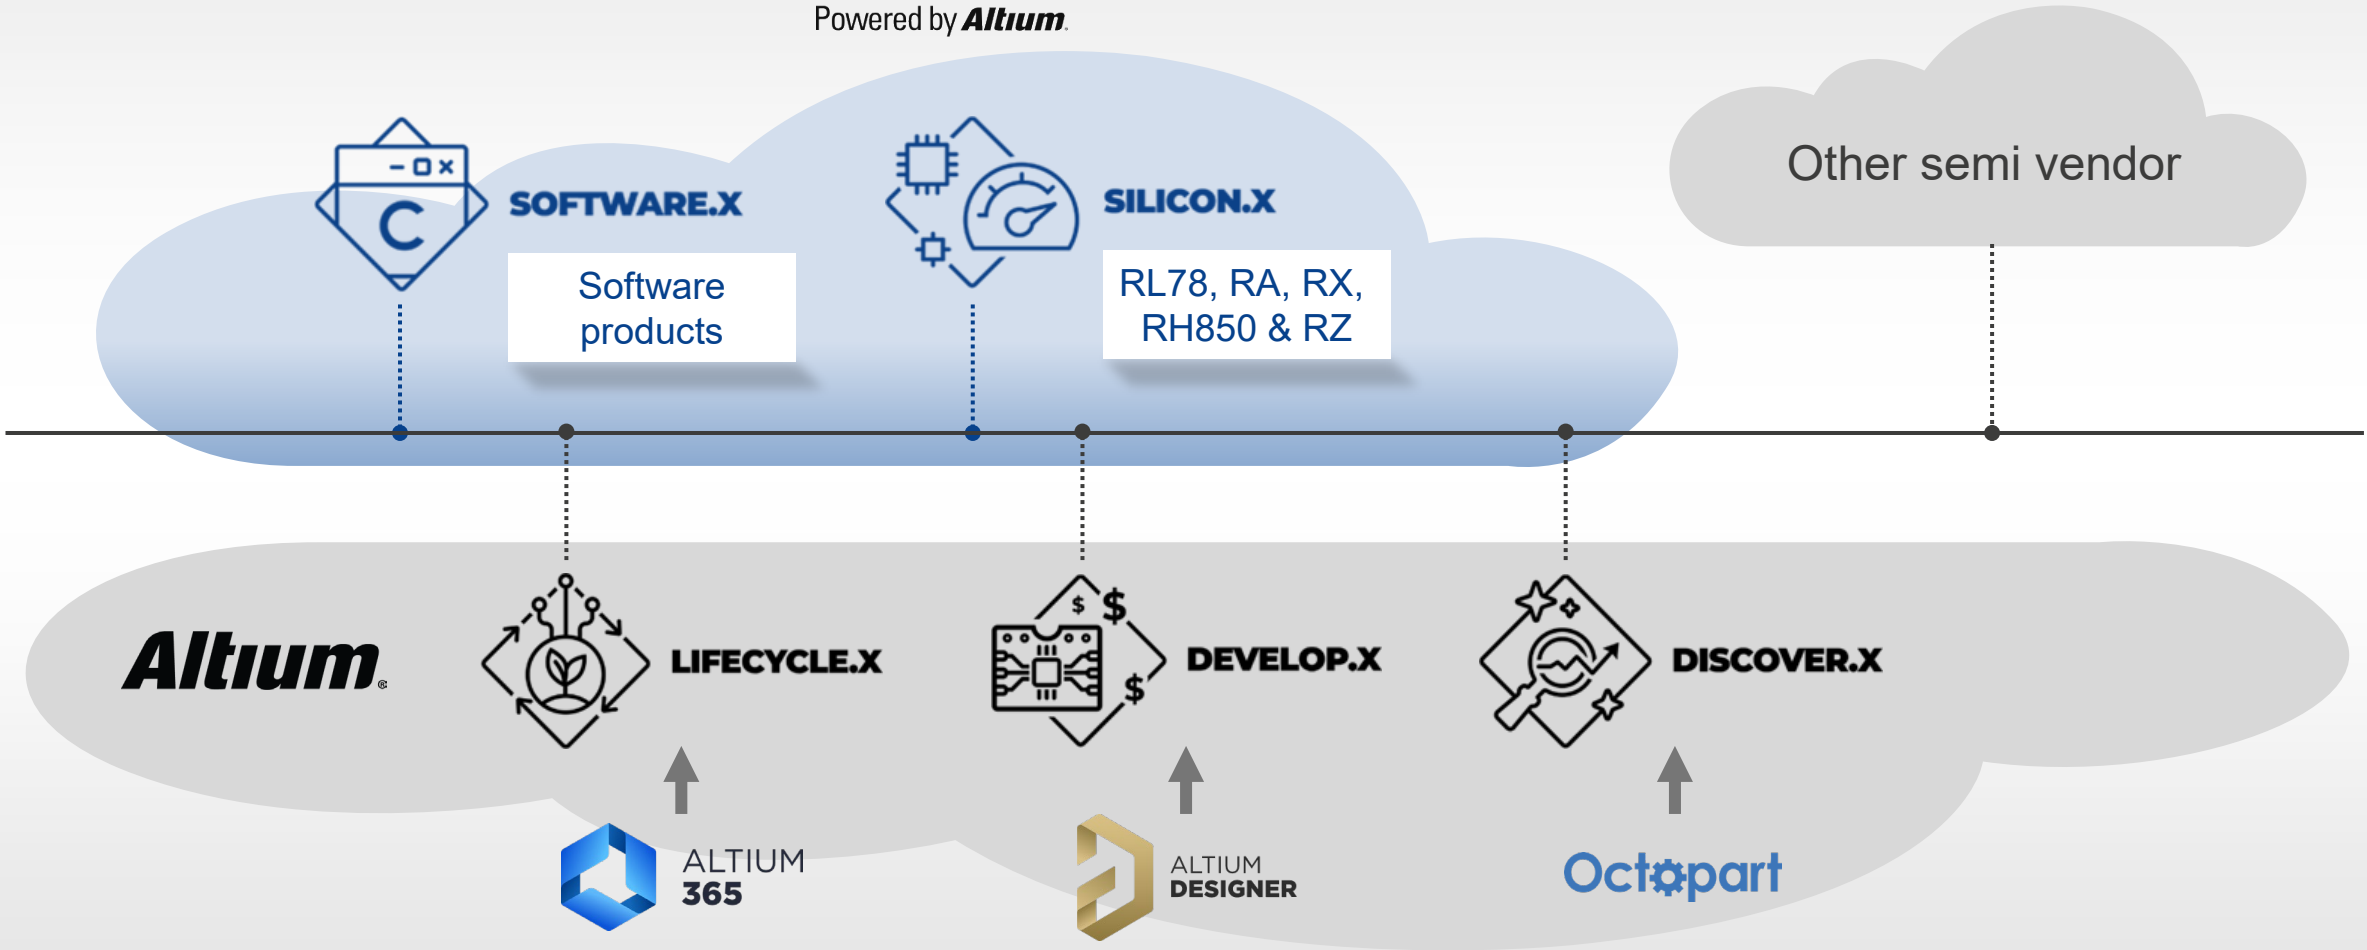 Powered by Altium.
SOFTWARE.X
Software
products
SILICON.X
RL78, RA, RX,
RH850 & RZ
Other semi vendor
Altium®
LIFECYCLE.X
$ $
$
DEVELOP.X
DISCOVER.X
ALTIUM
365
ALTIUM
DESIGNER
Octopart